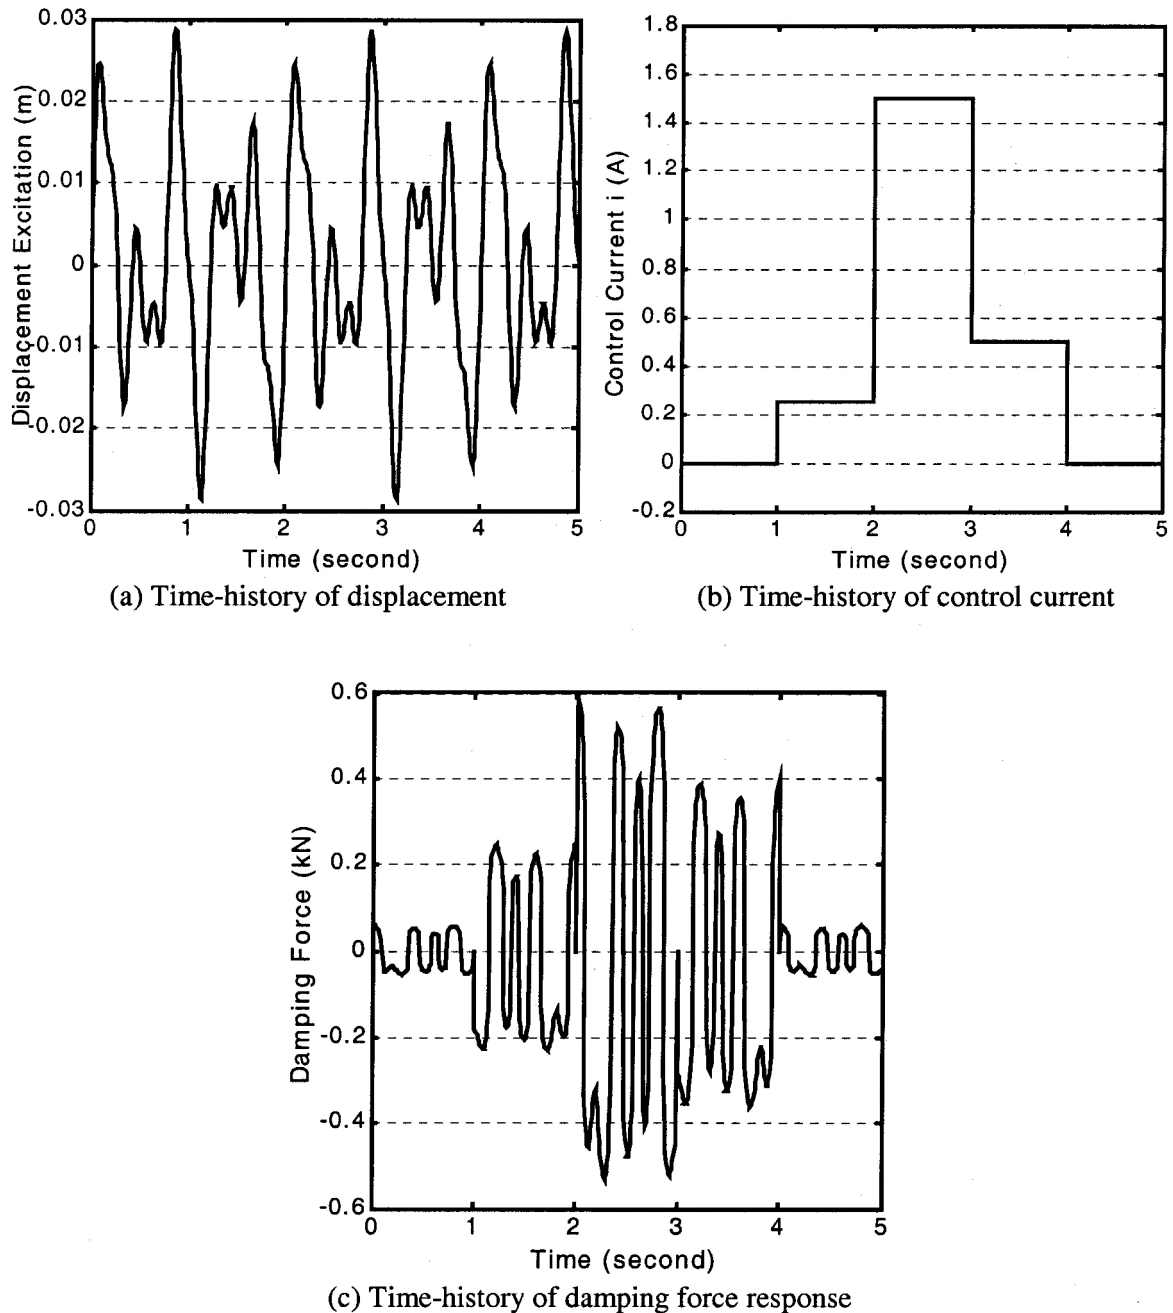 0.03
0.02
0.01
0
-0.01
-0.02
-0.03
Displacement Excitation (m)
0 1 2 3 4 5
Time (second)
(a) Time-history of displacement
1.8
1.6
1.4
1.2
1
0.8
0.6
0.4
0.2
0
-0.2
Control Current i (A)
0 1 2 3 4 5
Time (second)
(b) Time-history of control current
0.6
0.4
0.2
0
-0.2
-0.4
-0.6
Damping Force (kN)
0 1 2 3 4 5
Time (second)
(c) Time-history of damping force response